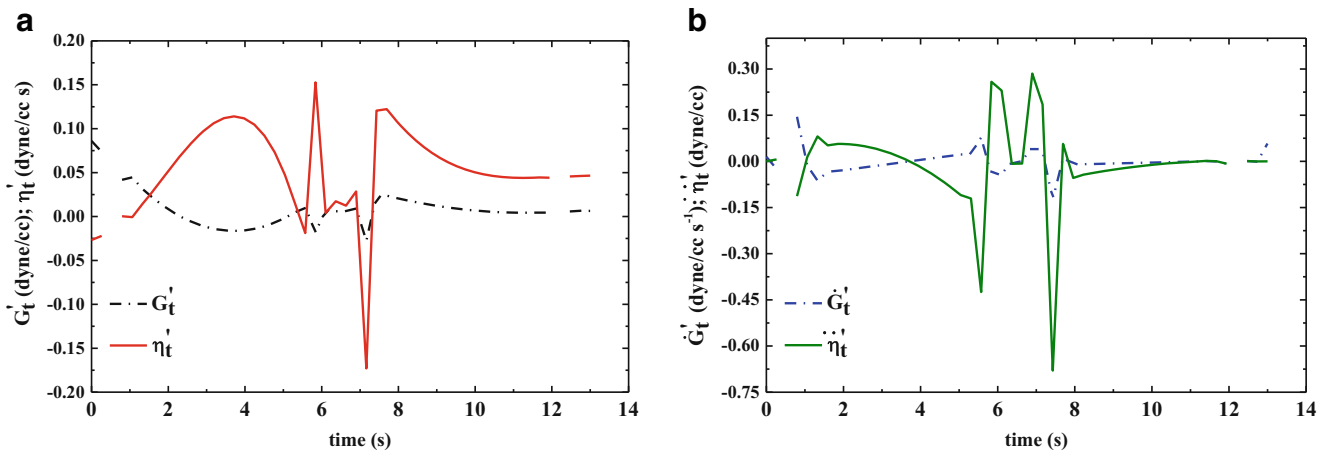 a
0.20
0.15
0.10
0.05
0.00
-0.05
-0.10
-0.15
-0.20
G't (dyne/cc); η't (dyne/cc s)
G't
η't
0 2 4 6 8 10 12 14
time (s)
b
0.30
0.15
0.00
-0.15
-0.30
-0.45
-0.60
-0.75
Ġ't (dyne/cc s-1); η̈'t (dyne/cc)
Ġ't
η̈'t
0 2 4 6 8 10 12 14
time (s)